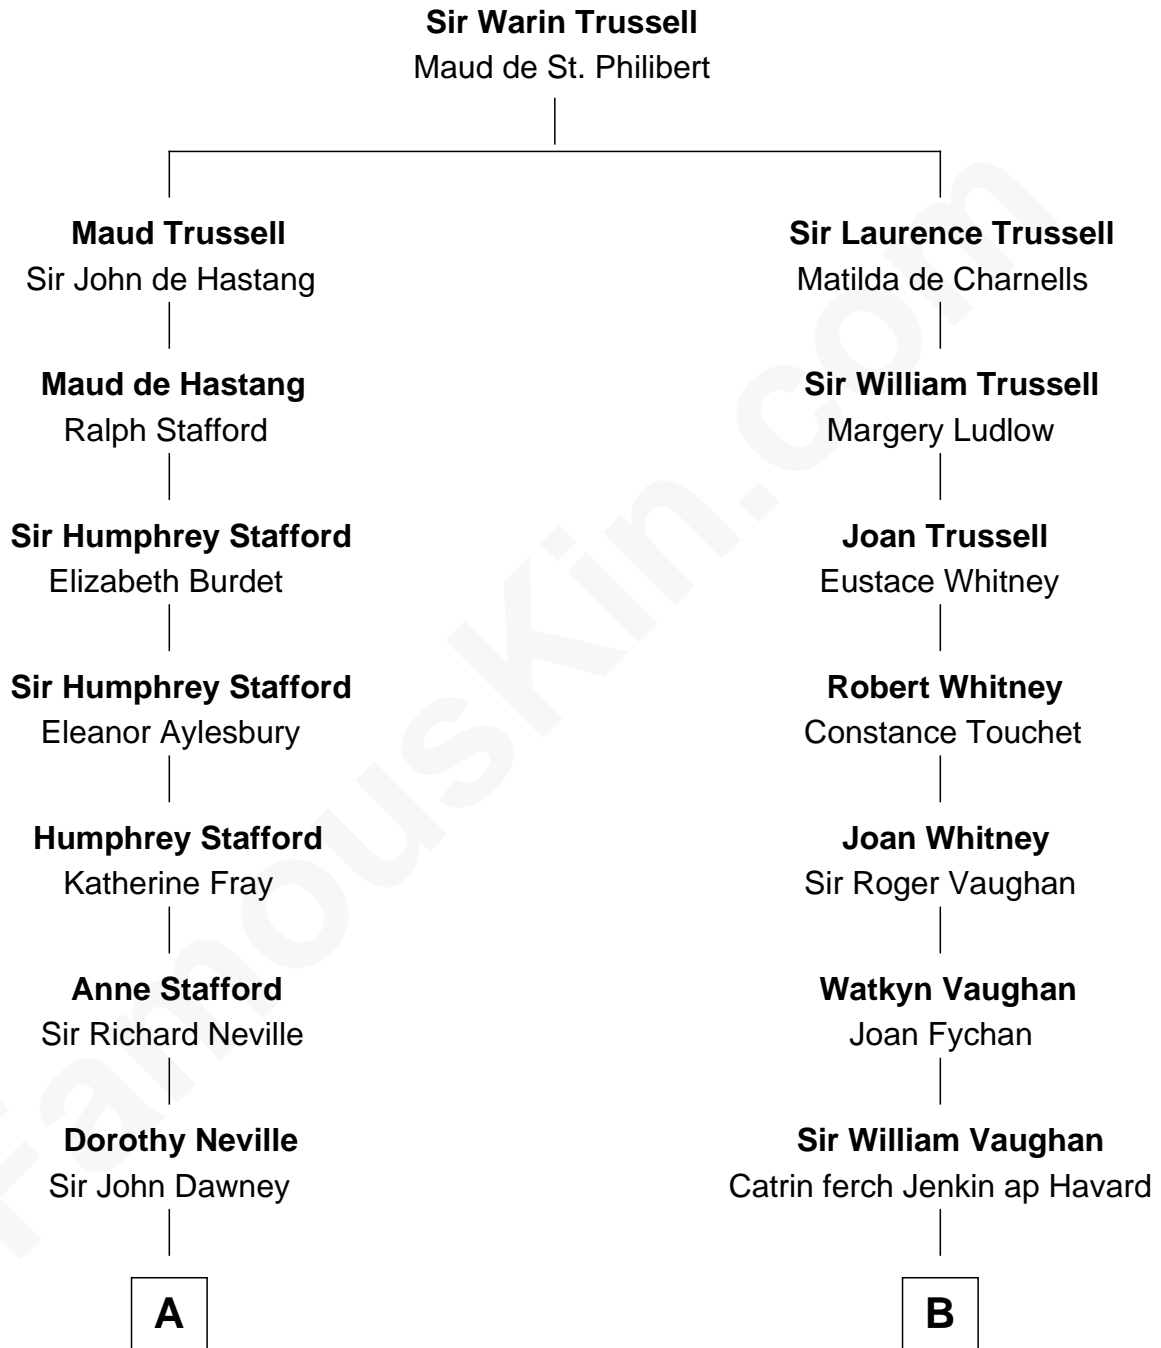 Sir Warin Trussell
Maud de St. Philibert
Maud Trussell
Sir John de Hastang
Sir Laurence Trussell
Matilda de Charnells
Maud de Hastang
Ralph Stafford
Sir William Trussell
Margery Ludlow
Sir Humphrey Stafford
Elizabeth Burdet
Joan Trussell
Eustace Whitney
Sir Humphrey Stafford
Eleanor Aylesbury
Robert Whitney
Constance Touchet
Humphrey Stafford
Katherine Fray
Joan Whitney
Sir Roger Vaughan
Anne Stafford
Sir Richard Neville
Watkyn Vaughan
Joan Fychan
Dorothy Neville
Sir John Dawney
Sir William Vaughan
Catrin ferch Jenkin ap Havard
A
B
FamousKin.com